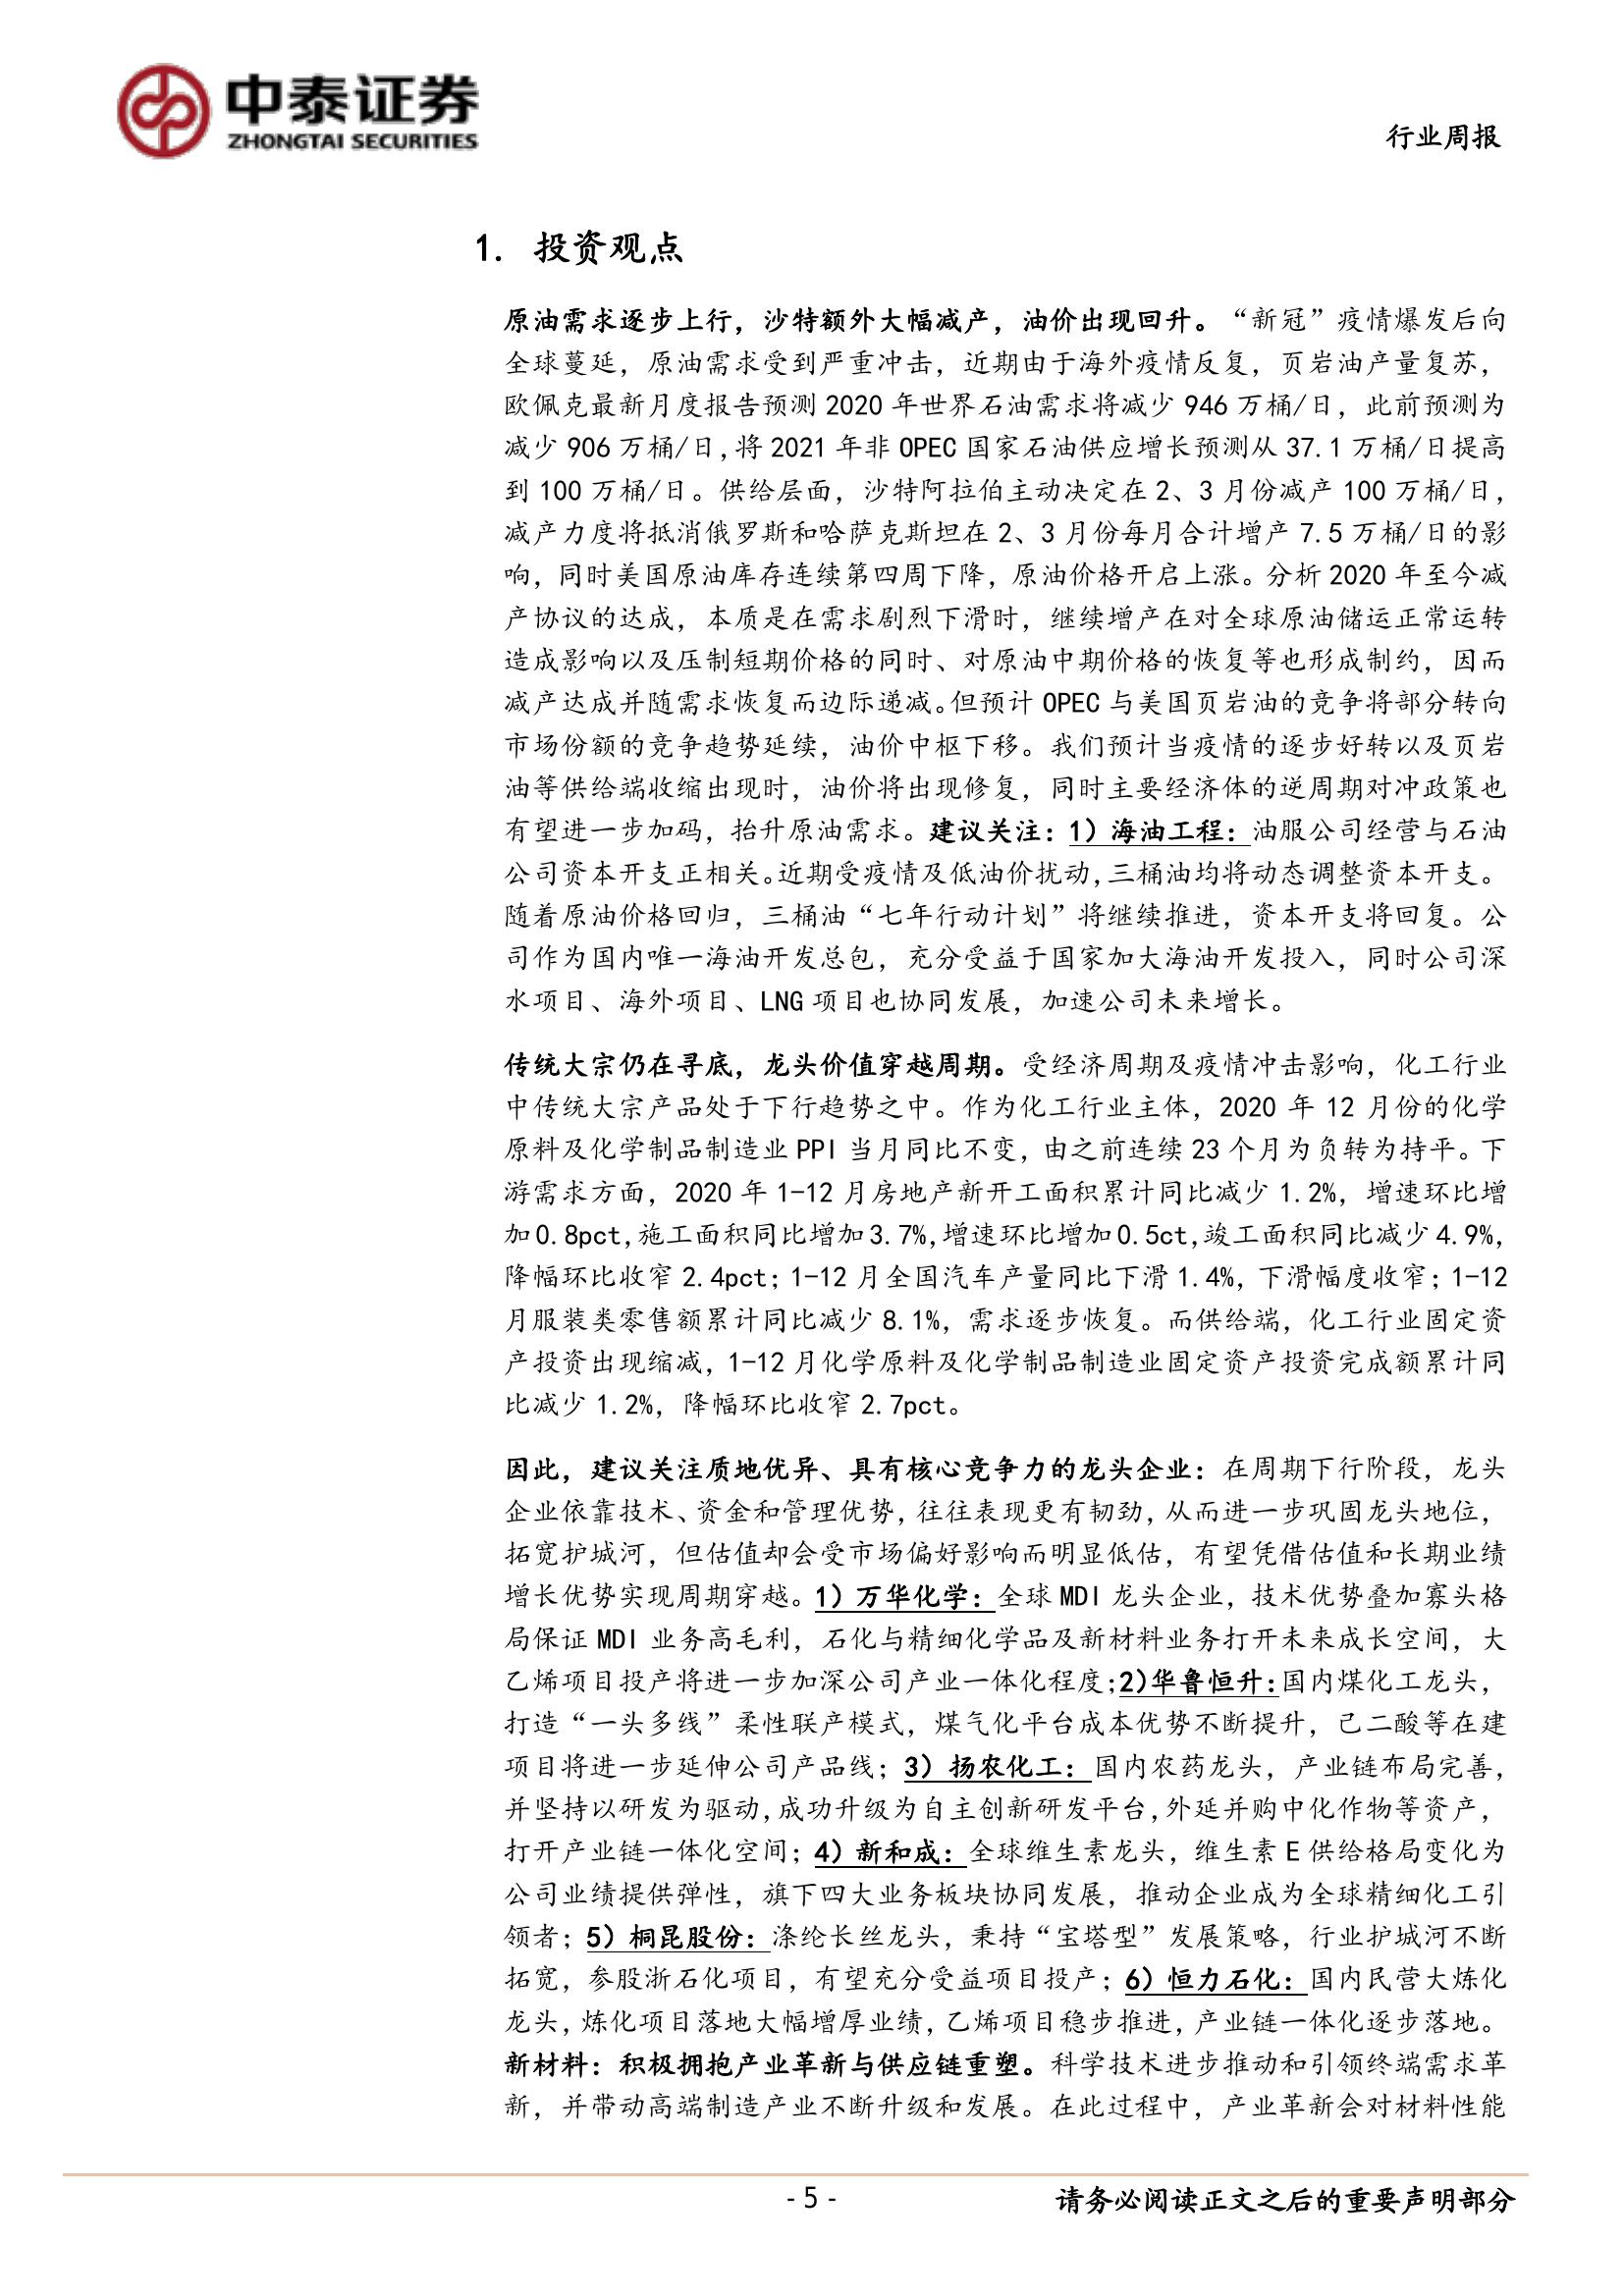 中泰证券
ZHONGTAI SECURITIES
行业周报
1. 投资观点
原油需求逐步上行，沙特额外大幅减产，油价出现回升。“新冠”疫情爆发后向
全球蔓延，原油需求受到严重冲击，近期由于海外疫情反复，页岩油产量复苏，
欧佩克最新月度报告预测 2020 年世界石油需求将减少 946 万桶/日，此前预测为
减少 906 万桶/日,将 2021 年非 OPEC 国家石油供应增长预测从 37.1 万桶/日提高
到 100 万桶/日。供给层面，沙特阿拉伯主动决定在 2、3 月份减产 100 万桶/日，
减产力度将抵消俄罗斯和哈萨克斯坦在 2、3 月份每月合计增产 7.5 万桶/日的影
响，同时美国原油库存连续第四周下降，原油价格开启上涨。分析 2020 年至今减
产协议的达成，本质是在需求剧烈下滑时，继续增产在对全球原油储运正常运转
造成影响以及压制短期价格的同时、对原油中期价格的恢复等也形成制约，因而
减产达成并随需求恢复而边际递减。但预计 OPEC 与美国页岩油的竞争将部分转向
市场份额的竞争趋势延续，油价中枢下移。我们预计当疫情的逐步好转以及页岩
油等供给端收缩出现时，油价将出现修复，同时主要经济体的逆周期对冲政策也
有望进一步加码，抬升原油需求。建议关注：1）海油工程：油服公司经营与石油
公司资本开支正相关。近期受疫情及低油价扰动,三桶油均将动态调整资本开支。
随着原油价格回归，三桶油“七年行动计划”将继续推进，资本开支将回复。公
司作为国内唯一海油开发总包，充分受益于国家加大海油开发投入，同时公司深
水项目、海外项目、LNG 项目也协同发展，加速公司未来增长。
传统大宗仍在寻底，龙头价值穿越周期。受经济周期及疫情冲击影响，化工行业
中传统大宗产品处于下行趋势之中。作为化工行业主体，2020 年 12 月份的化学
原料及化学制品制造业 PPI 当月同比不变，由之前连续 23 个月为负转为持平。下
游需求方面，2020 年 1-12 月房地产新开工面积累计同比减少 1.2%，增速环比增
加 0.8pct,施工面积同比增加 3.7%,增速环比增加 0.5ct,竣工面积同比减少 4.9%,
降幅环比收窄 2.4pct；1-12 月全国汽车产量同比下滑 1.4%，下滑幅度收窄；1-12
月服装类零售额累计同比减少 8.1%，需求逐步恢复。而供给端，化工行业固定资
产投资出现缩减，1-12 月化学原料及化学制品制造业固定资产投资完成额累计同
比减少 1.2%，降幅环比收窄 2.7pct。
因此，建议关注质地优异、具有核心竞争力的龙头企业：在周期下行阶段，龙头
企业依靠技术、资金和管理优势，往往表现更有韧劲，从而进一步巩固龙头地位，
拓宽护城河，但估值却会受市场偏好影响而明显低估，有望凭借估值和长期业绩
增长优势实现周期穿越。1）万华化学：全球 MDI 龙头企业，技术优势叠加寡头格
局保证 MDI 业务高毛利，石化与精细化学品及新材料业务打开未来成长空间，大
乙烯项目投产将进一步加深公司产业一体化程度；2）华鲁恒升：国内煤化工龙头，
打造“一头多线”柔性联产模式，煤气化平台成本优势不断提升，己二酸等在建
项目将进一步延伸公司产品线；3）扬农化工：国内农药龙头，产业链布局完善，
并坚持以研发为驱动,成功升级为自主创新研发平台,外延并购中化作物等资产，
打开产业链一体化空间；4）新和成：全球维生素龙头，维生素 E 供给格局变化为
公司业绩提供弹性，旗下四大业务板块协同发展，推动企业成为全球精细化工引
领者；5）桐昆股份：涤纶长丝龙头，秉持“宝塔型”发展策略，行业护城河不断
拓宽，参股浙石化项目，有望充分受益项目投产；6）恒力石化：国内民营大炼化
龙头，炼化项目落地大幅增厚业绩，乙烯项目稳步推进，产业链一体化逐步落地。
新材料：积极拥抱产业革新与供应链重塑。科学技术进步推动和引领终端需求革
新，并带动高端制造产业不断升级和发展。在此过程中，产业革新会对材料性能
- 5 -
请务必阅读正文之后的重要声明部分